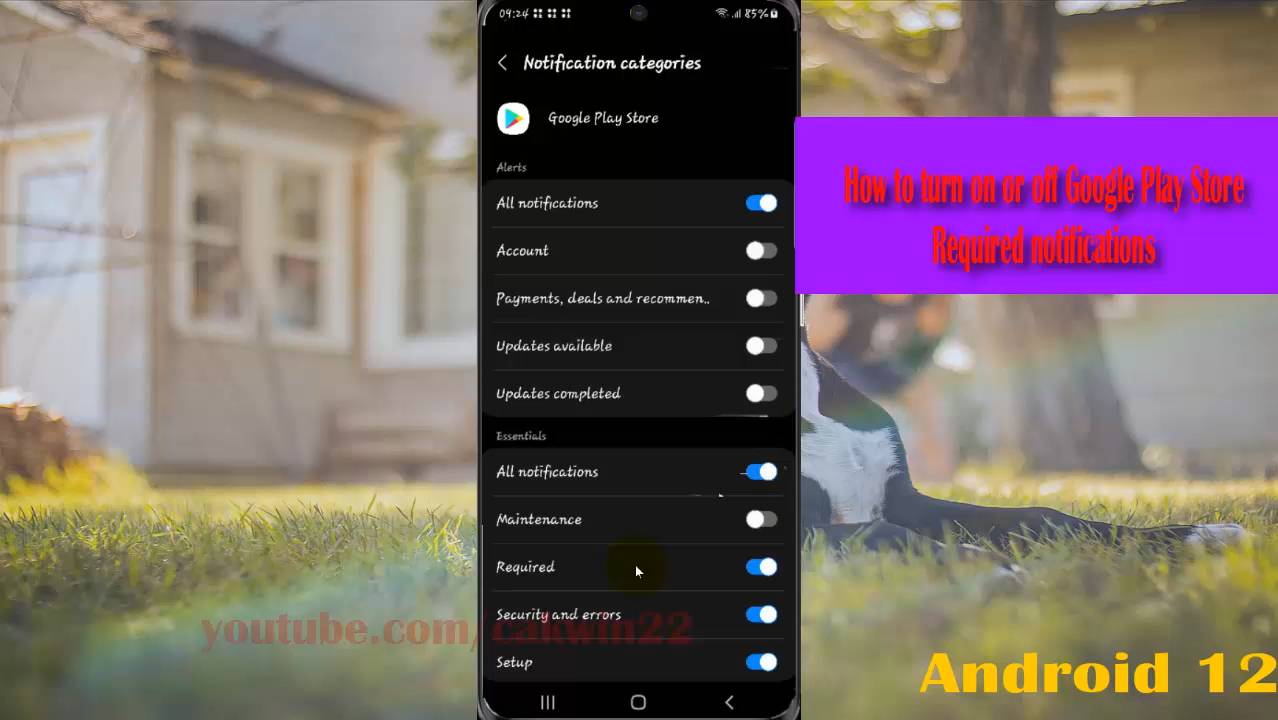 09:24
85%
Notification categories
Google Play Store
Alerts
All notifications
Account
Payments, deals and recommen..
Updates available
Updates completed
Essentials
All notifications
Maintenance
Required
Security and errors
Setup
How to turn on or off Google Play Store
Required notifications
youtube.com/cakwin22
Android 12